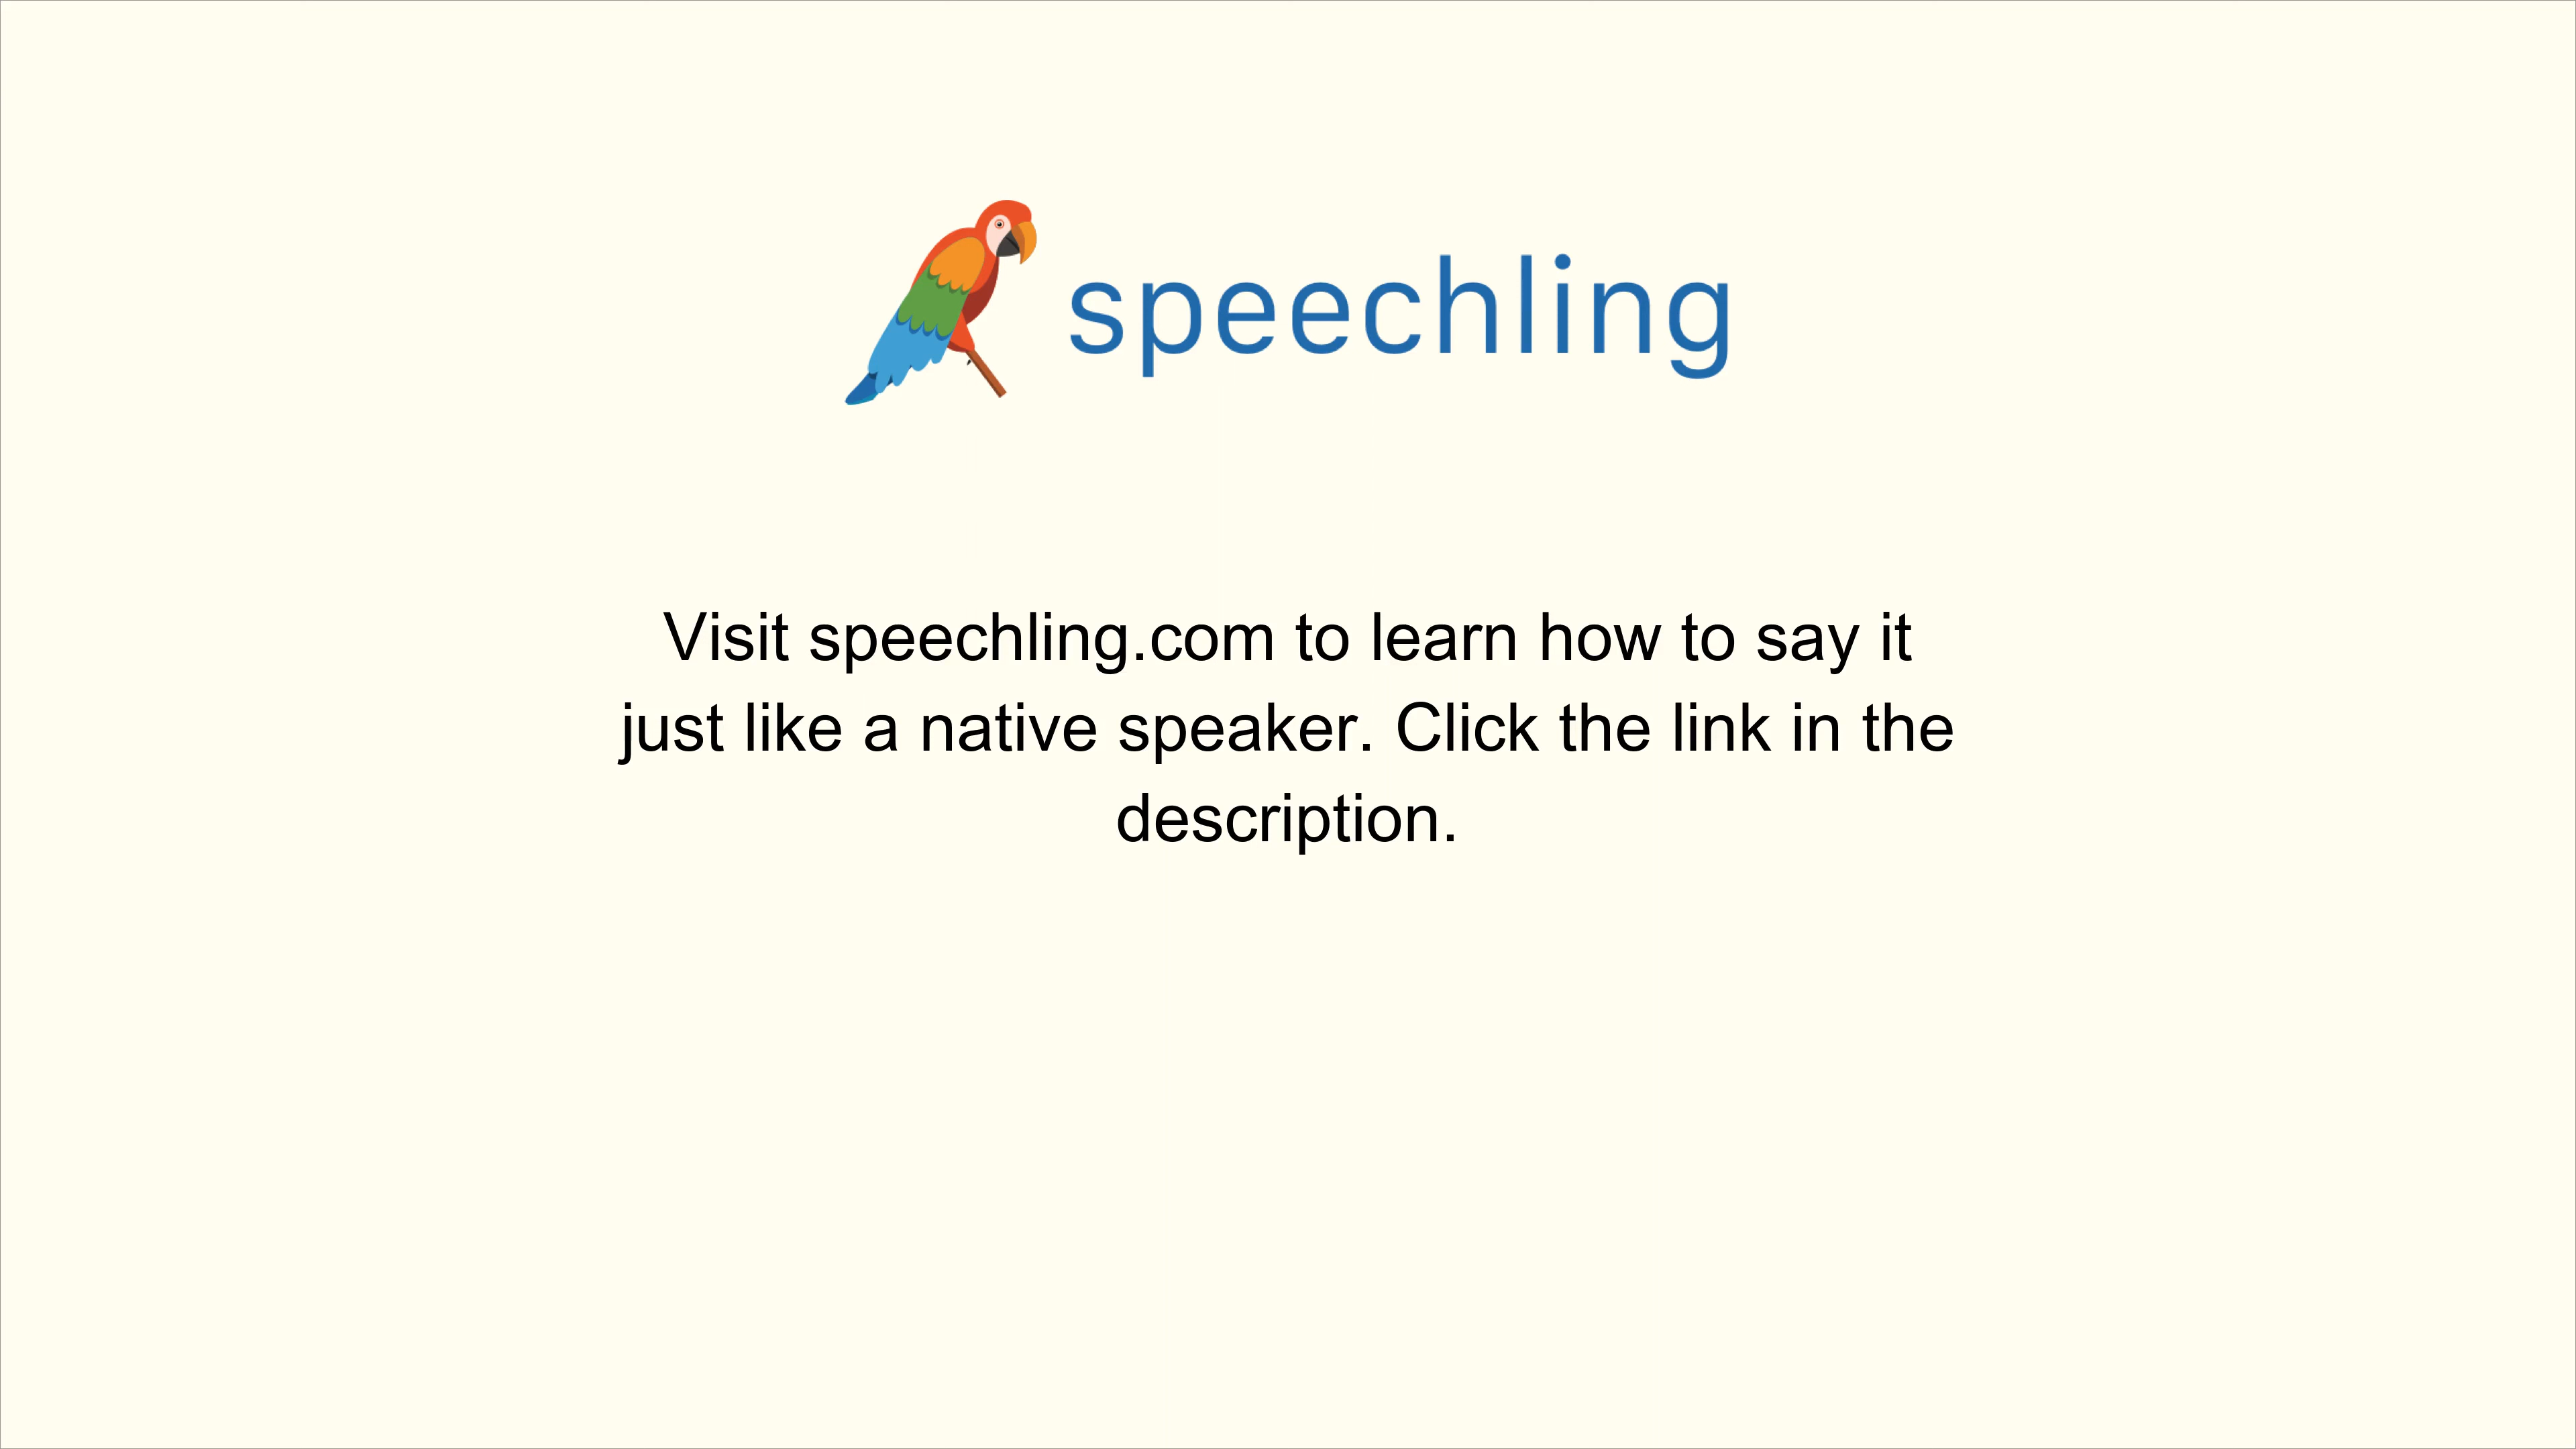 speechling
Visit speechling.com to learn how to say it
just like a native speaker. Click the link in the
description.